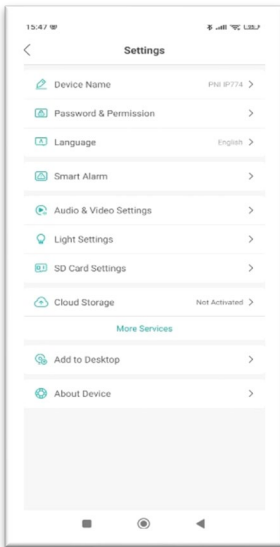 15:47
Settings
Device Name PNI IP774
Password & Permission
Language English
Smart Alarm
Audio & Video Settings
Light Settings
SD Card Settings
Cloud Storage Not Activated
More Services
Add to Desktop
About Device